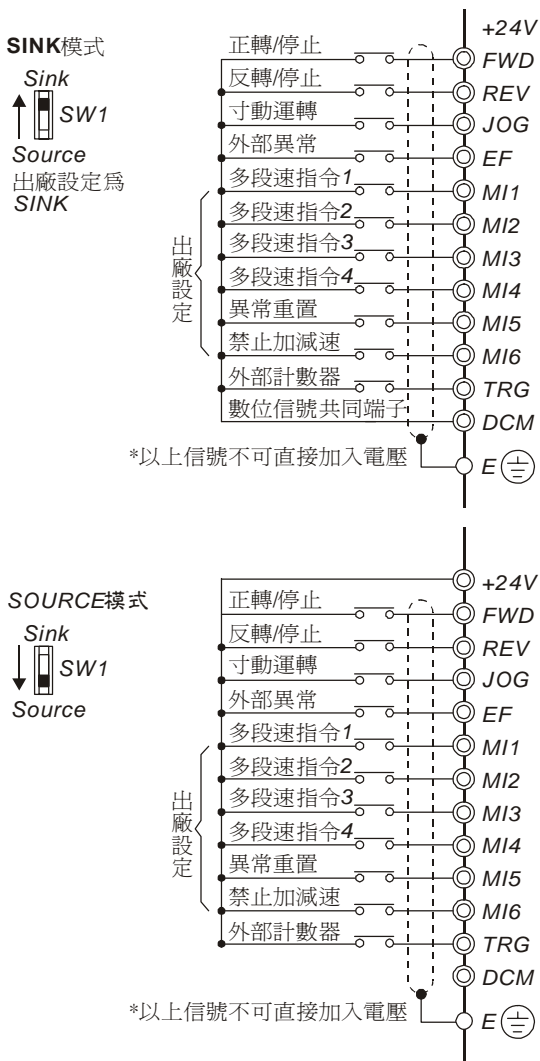 +24V
SINK模式
正轉/停止
FWD
Sink
反轉/停止
REV
SW1
寸動運轉
JOG
Source
外部異常
EF
出廠設定爲
SINK
多段速指令1
MI1
多段速指令2
MI2
出廠設定
多段速指令3
MI3
多段速指令4
MI4
異常重置
MI5
禁止加減速
MI6
外部計數器
TRG
數位信號共同端子
DCM
*以上信號不可直接加入電壓
E
+24V
SOURCE模式
正轉/停止
FWD
Sink
反轉/停止
REV
SW1
寸動運轉
JOG
Source
外部異常
EF
多段速指令1
MI1
多段速指令2
MI2
出廠設定
多段速指令3
MI3
多段速指令4
MI4
異常重置
MI5
禁止加減速
MI6
外部計數器
TRG
DCM
*以上信號不可直接加入電壓
E